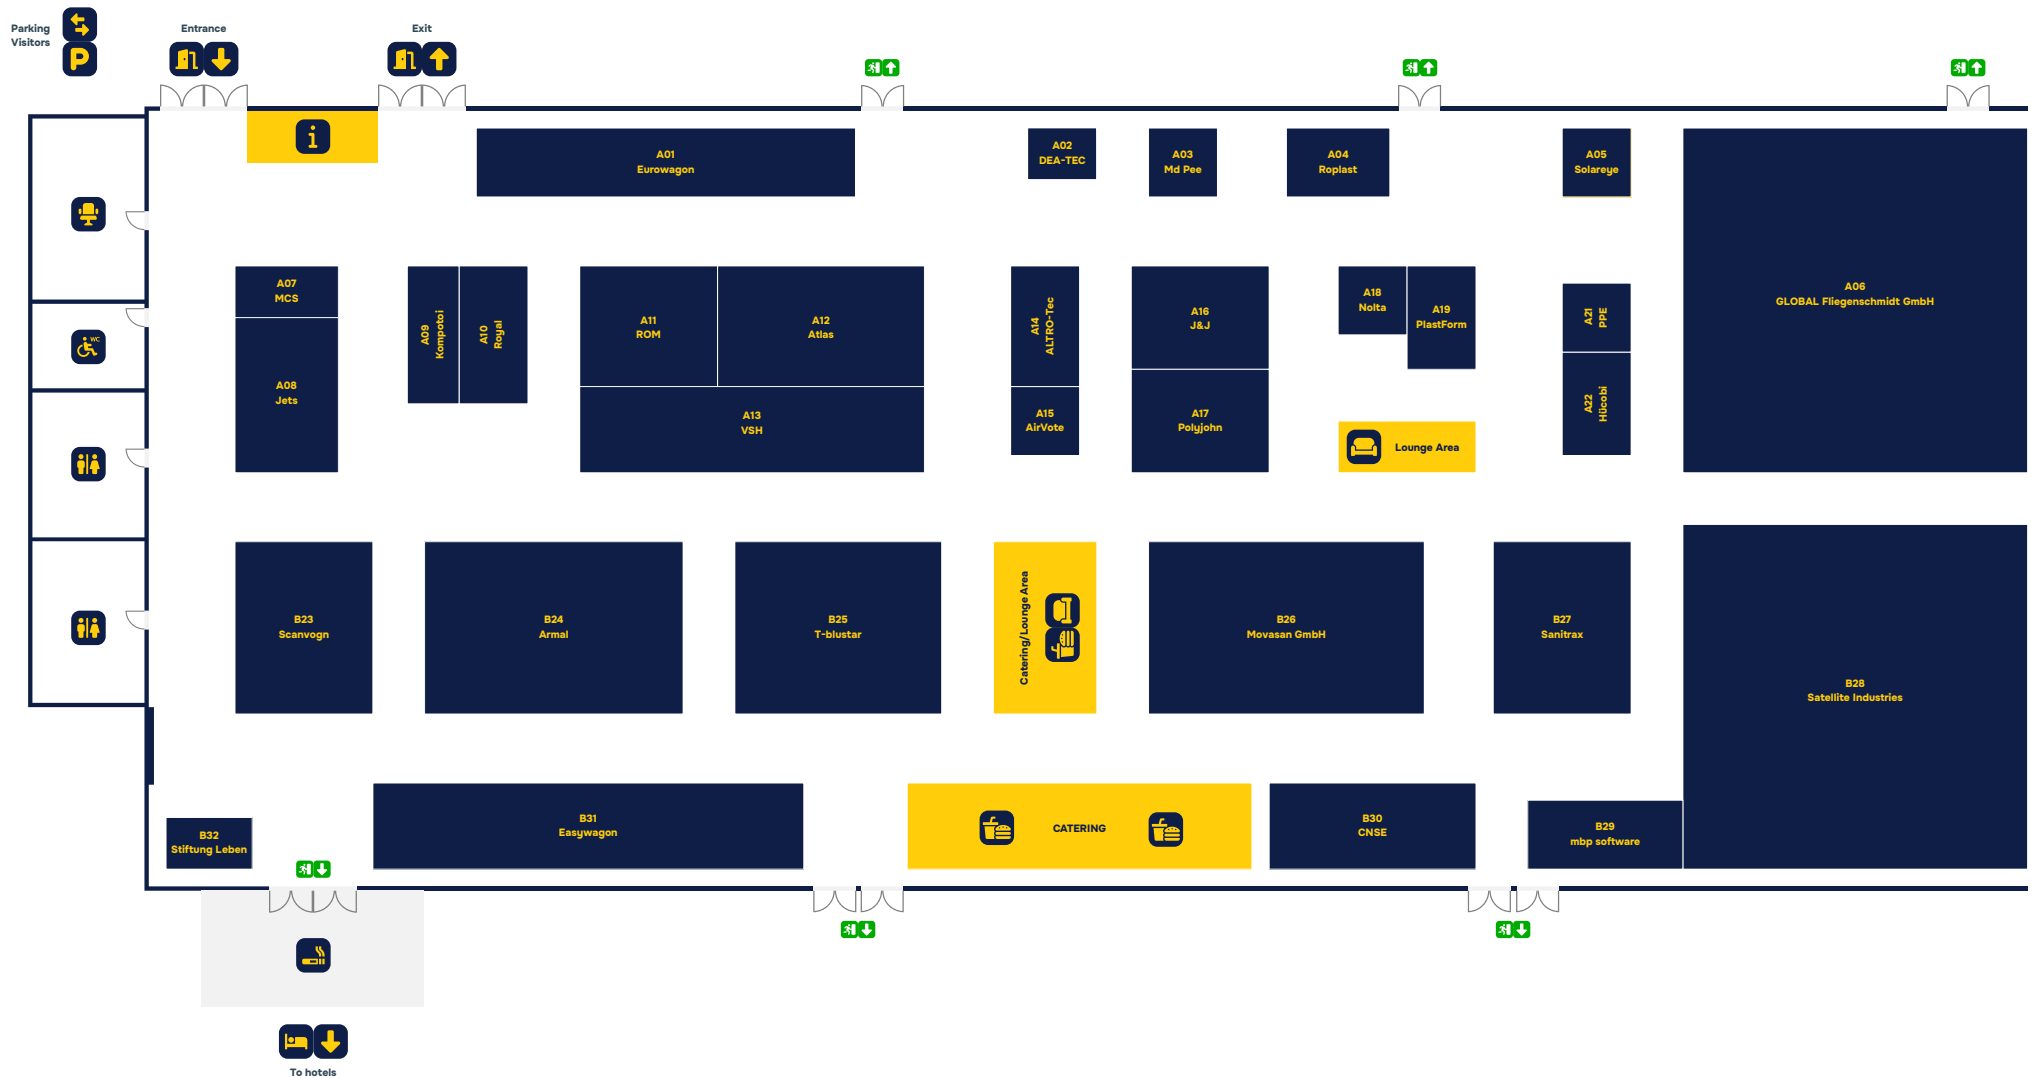 Parking
Visitors
P
Entrance
Exit
i
A01
Eurowagon
A02
DEA-TEC
A03
Md Pee
A04
Roplast
A05
Solareye
A06
GLOBAL Fliegenschmidt GmbH
A07
MCS
A08
Jets
A09
Kompotoi
A10
Royal
A11
ROM
A12
Atlas
A13
VSH
A14
ALTRO-Tec
A15
AirVote
A16
J&J
A17
Polyjohn
A18
Nolta
A19
PlastForm
Lounge Area
A21
PPE
A22
Hücobi
WC
B23
Scanvogn
B24
Armal
B25
T-blustar
Catering/Lounge Area
B26
Movasan GmbH
B27
Sanitrax
B28
Satellite Industries
B29
mbp software
B30
CNSE
CATERING
B31
Easywagon
B32
Stiftung Leben
To hotels